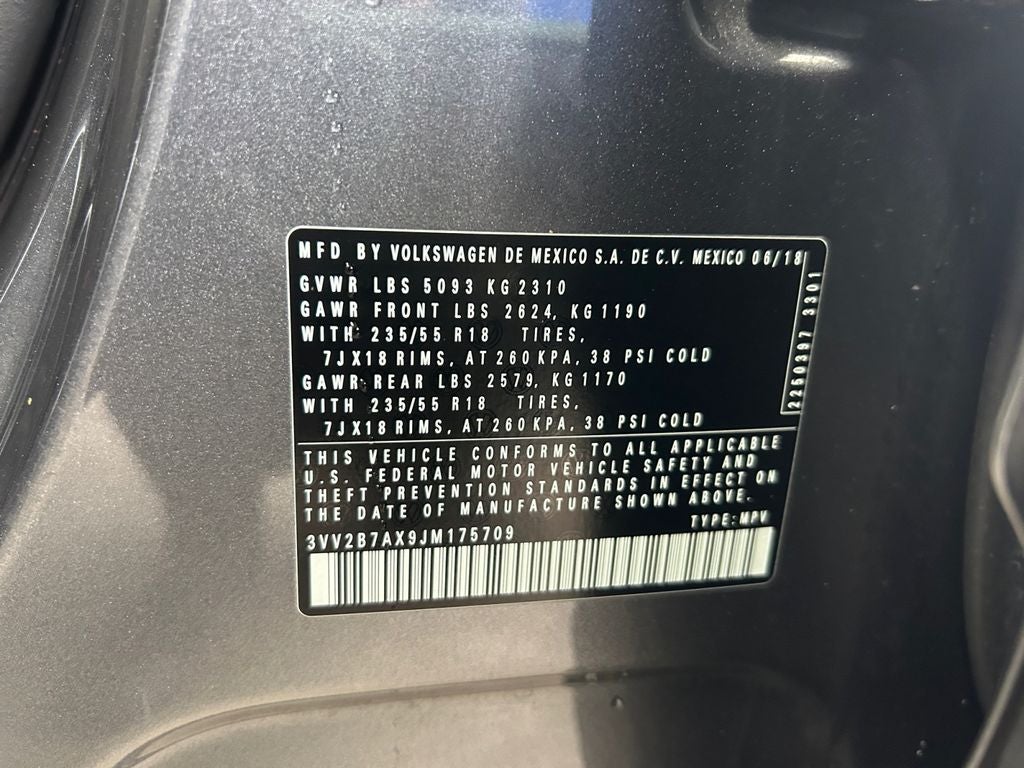 MFD. BY VOLKSWAGEN DE MEXICO S.A. DE C.V. MEXICO 06/18
GVWR LBS 5093 KG 2310
GAWR FRONT LBS 2624, KG 1190
WITH 235/55 R18 TIRES,
7JX18 RIMS, AT 260 KPA, 38 PSI COLD
GAWR REAR LBS 2579, KG 1170
WITH 235/55 R18 TIRES,
7JX18 RIMS, AT 260 KPA, 38 PSI COLD
2250397 3301
THIS VEHICLE CONFORMS TO ALL APPLICABLE
U.S. FEDERAL MOTOR VEHICLE SAFETY AND
THEFT PREVENTION STANDARDS IN EFFECT ON
THE DATE OF MANUFACTURE SHOWN ABOVE.
TYPE: MPV
3VV2B7AX9JM175709